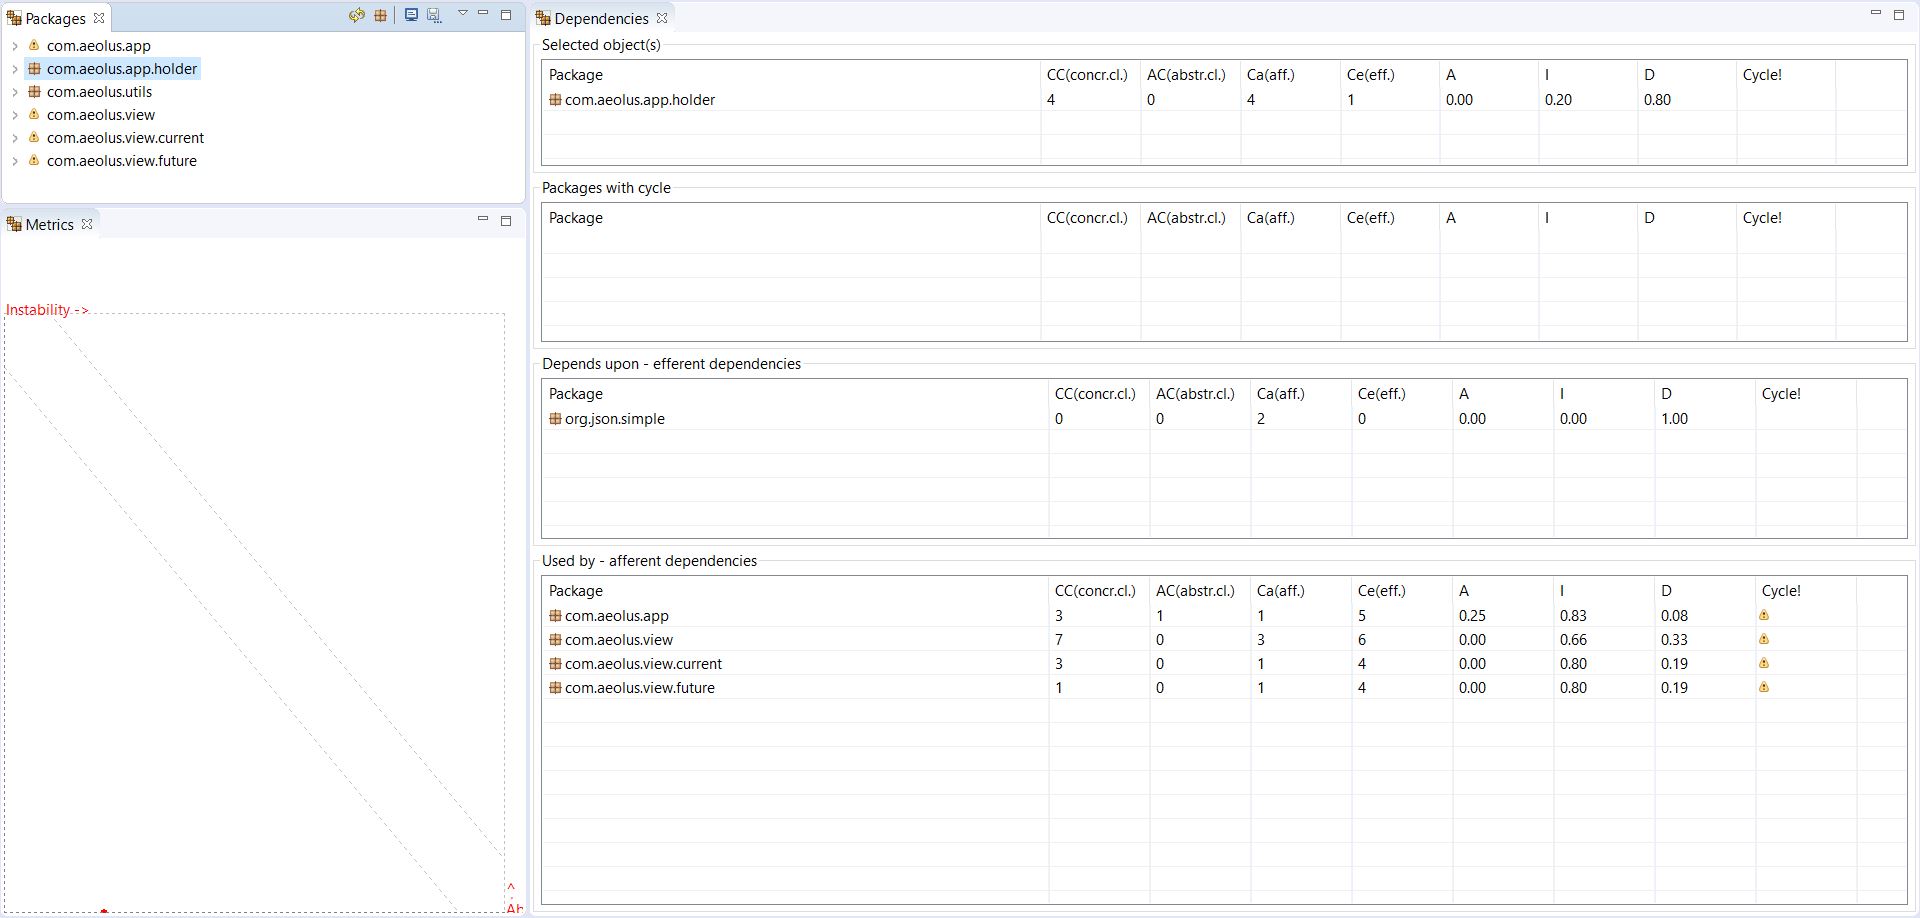 Packages
com.aeolus.app
com.aeolus.app.holder
com.aeolus.utils
com.aeolus.view
com.aeolus.view.current
com.aeolus.view.future
Metrics
Instability ->
^
Ab
Dependencies
Selected object(s)
Package CC(concr.cl.) AC(abstr.cl.) Ca(aff.) Ce(eff.) A I D Cycle!
com.aeolus.app.holder 4 0 4 1 0.00 0.20 0.80
Packages with cycle
Package CC(concr.cl.) AC(abstr.cl.) Ca(aff.) Ce(eff.) A I D Cycle!
Depends upon - efferent dependencies
Package CC(concr.cl.) AC(abstr.cl.) Ca(aff.) Ce(eff.) A I D Cycle!
org.json.simple 0 0 2 0 0.00 0.00 1.00
Used by - afferent dependencies
Package CC(concr.cl.) AC(abstr.cl.) Ca(aff.) Ce(eff.) A I D Cycle!
com.aeolus.app 3 1 1 5 0.25 0.83 0.08
com.aeolus.view 7 0 3 6 0.00 0.66 0.33
com.aeolus.view.current 3 0 1 4 0.00 0.80 0.19
com.aeolus.view.future 1 0 1 4 0.00 0.80 0.19